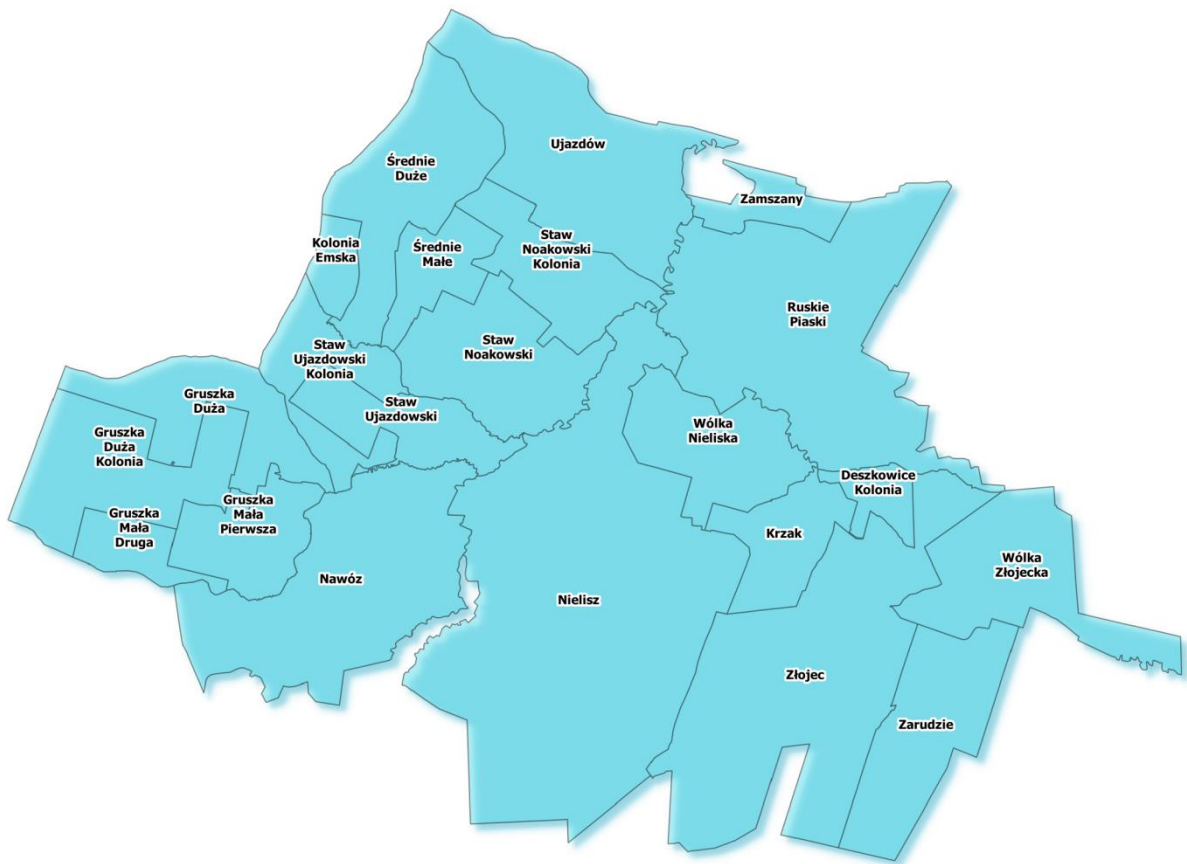 Ujazdów
Średnie
Duże
Zamszany
Kolonia
Emska
Średnie
Małe
Staw
Noakowski
Kolonia
Ruskie
Piaski
Staw
Noakowski
Staw
Ujazdowski
Kolonia
Gruszka
Duża
Staw
Ujazdowski
Wólka
Nieliska
Gruszka
Duża
Kolonia
Deszkowice
Kolonia
Gruszka
Mała
Pierwsza
Gruszka
Mała
Druga
Krzak
Wólka
Złojecka
Nawóz
Nielisz
Złojec
Zarudzie